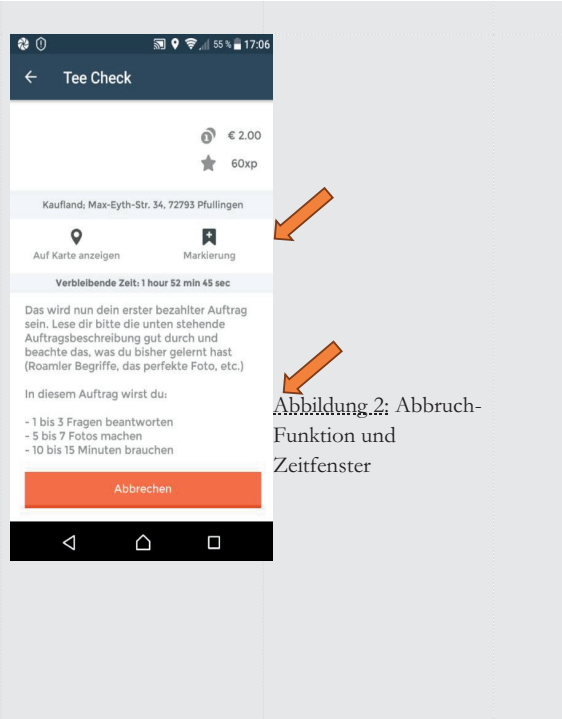 55 % 17:06
Tee Check
€ 2.00
60xp
Kaufland; Max-Eyth-Str. 34, 72793 Pfullingen
Auf Karte anzeigen Markierung
Verbleibende Zeit: 1 hour 52 min 45 sec
Das wird nun dein erster bezahlter Auftrag
sein. Lese dir bitte die unten stehende
Auftragsbeschreibung gut durch und
beachte das, was du bisher gelernt hast
(Roamler Begriffe, das perfekte Foto, etc.)
In diesem Auftrag wirst du:
- 1 bis 3 Fragen beantworten
- 5 bis 7 Fotos machen
- 10 bis 15 Minuten brauchen
Abbrechen
Abbildung 2: Abbruch-
Funktion und
Zeitfenster